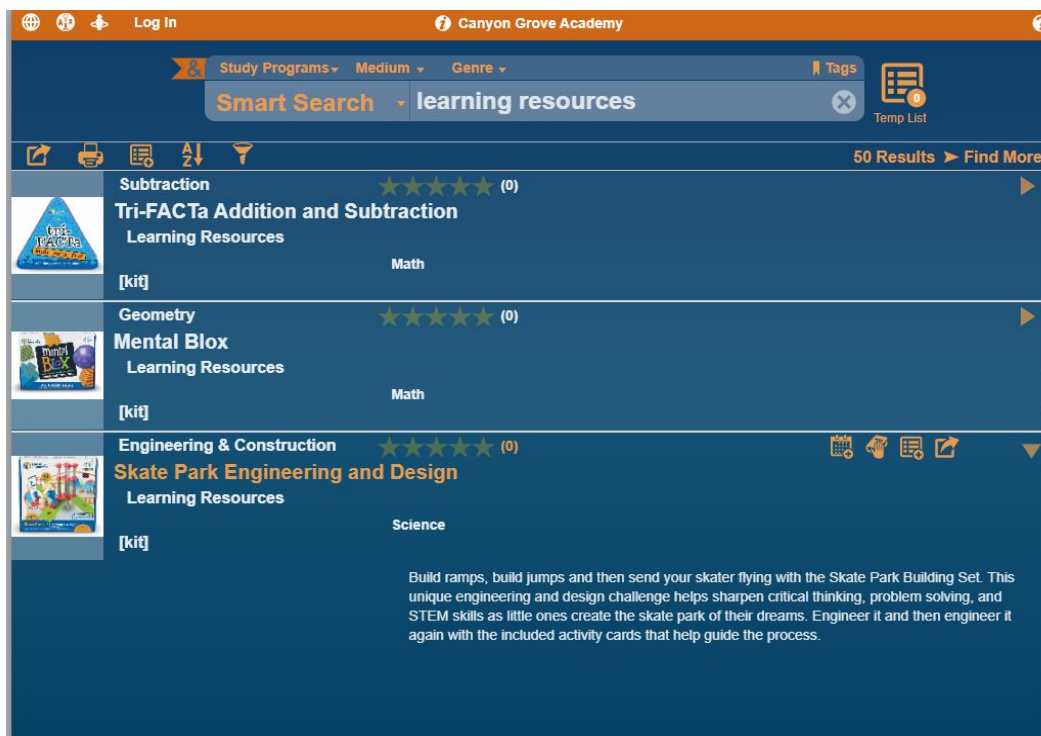 Log In
Canyon Grove Academy
&
Study Programs Medium Genre Tags
Smart Search learning resources
0
Temp List
A
Z
50 Results ➤ Find More
Subtraction (0)
Tri-FACTa Addition and Subtraction
Learning Resources
Math
[kit]
tri-
FACTa
Geometry (0)
Mental Blox
Learning Resources
Math
[kit]
mental
BLOX
Engineering & Construction (0)
Skate Park Engineering and Design
Learning Resources
Science
[kit]
Build ramps, build jumps and then send your skater flying with the Skate Park Building Set. This
unique engineering and design challenge helps sharpen critical thinking, problem solving, and
STEM skills as little ones create the skate park of their dreams. Engineer it and then engineer it
again with the included activity cards that help guide the process.